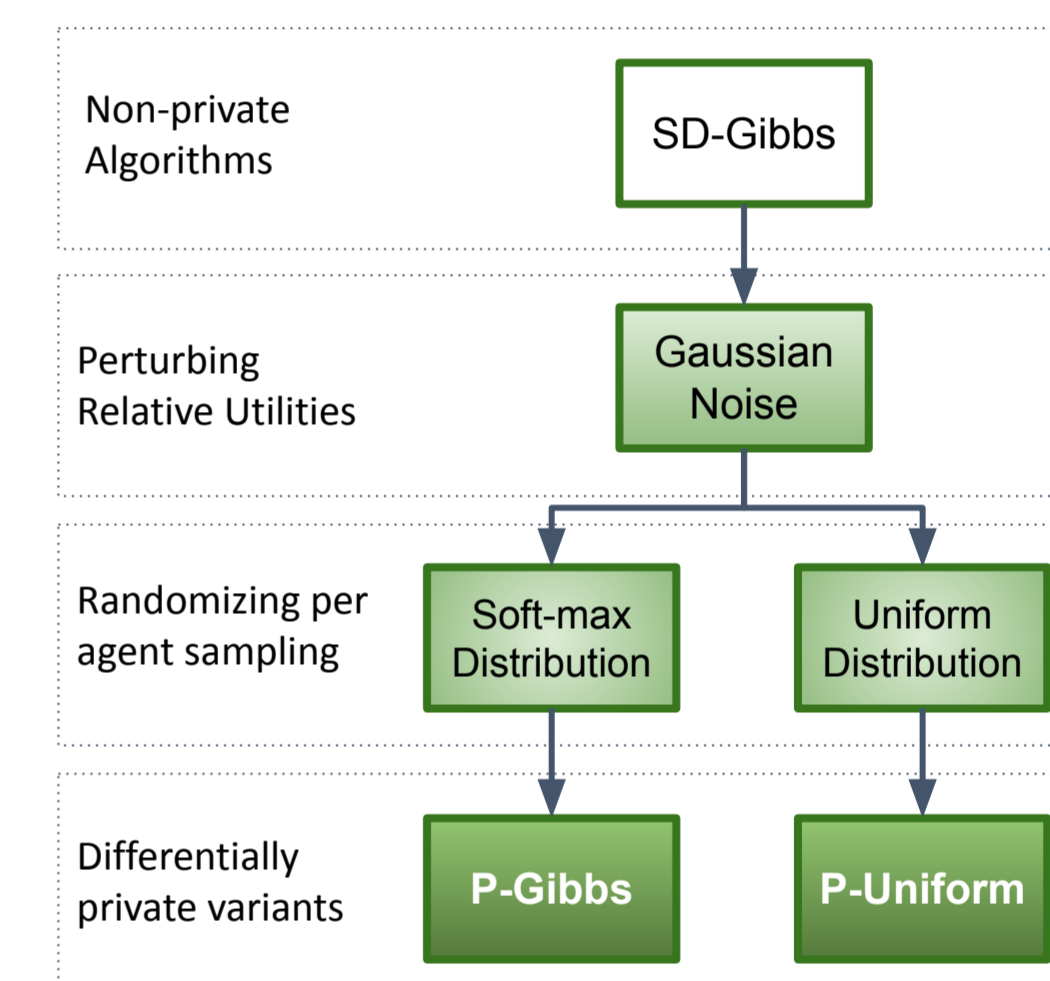 Non-private
Algorithms
SD-Gibbs
Perturbing
Relative Utilities
Gaussian
Noise
Randomizing per
agent sampling
Soft-max
Distribution
Uniform
Distribution
Differentially
private variants
P-Gibbs
P-Uniform